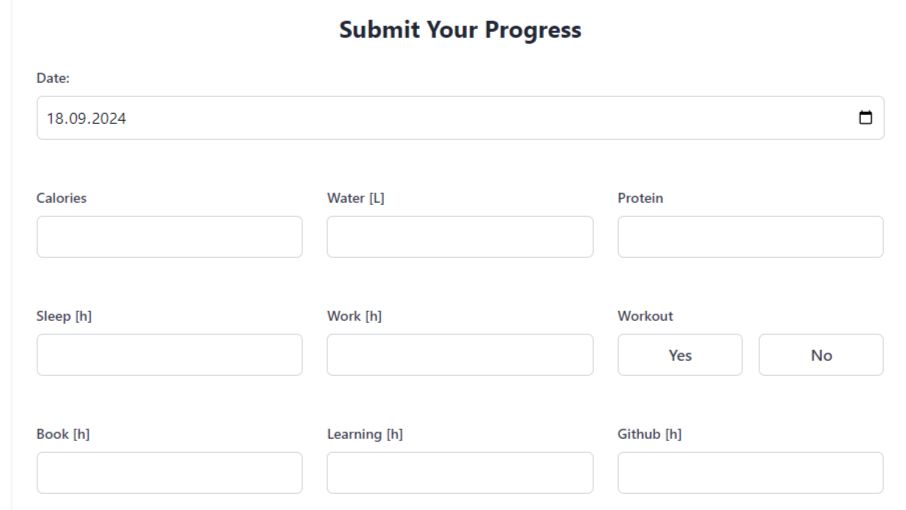 Submit Your Progress
Date:
18.09.2024
Calories Water [L] Protein
Sleep [h] Work [h] Workout
Yes No
Book [h] Learning [h] Github [h]